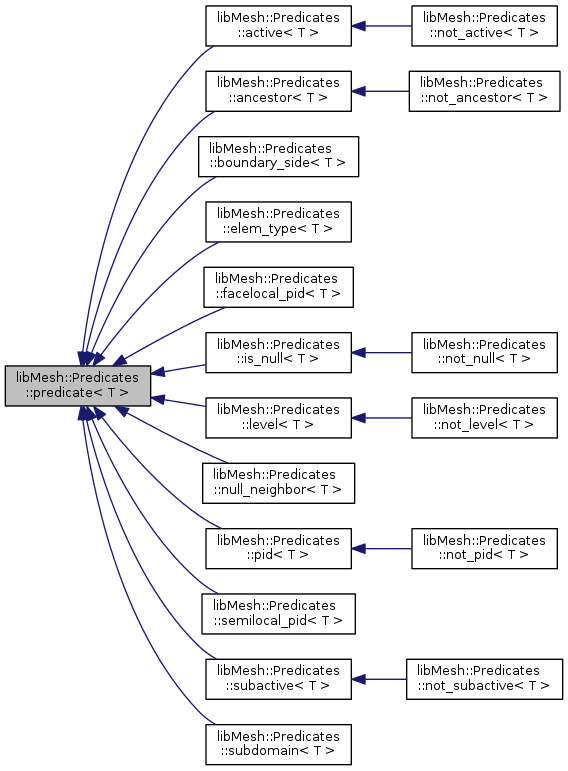 libMesh::Predicates
::active< T >
libMesh::Predicates
::not_active< T >
libMesh::Predicates
::ancestor< T >
libMesh::Predicates
::not_ancestor< T >
libMesh::Predicates
::boundary_side< T >
libMesh::Predicates
::elem_type< T >
libMesh::Predicates
::facelocal_pid< T >
libMesh::Predicates
::is_null< T >
libMesh::Predicates
::not_null< T >
libMesh::Predicates
::predicate< T >
libMesh::Predicates
::level< T >
libMesh::Predicates
::not_level< T >
libMesh::Predicates
::null_neighbor< T >
libMesh::Predicates
::pid< T >
libMesh::Predicates
::not_pid< T >
libMesh::Predicates
::semilocal_pid< T >
libMesh::Predicates
::subactive< T >
libMesh::Predicates
::not_subactive< T >
libMesh::Predicates
::subdomain< T >